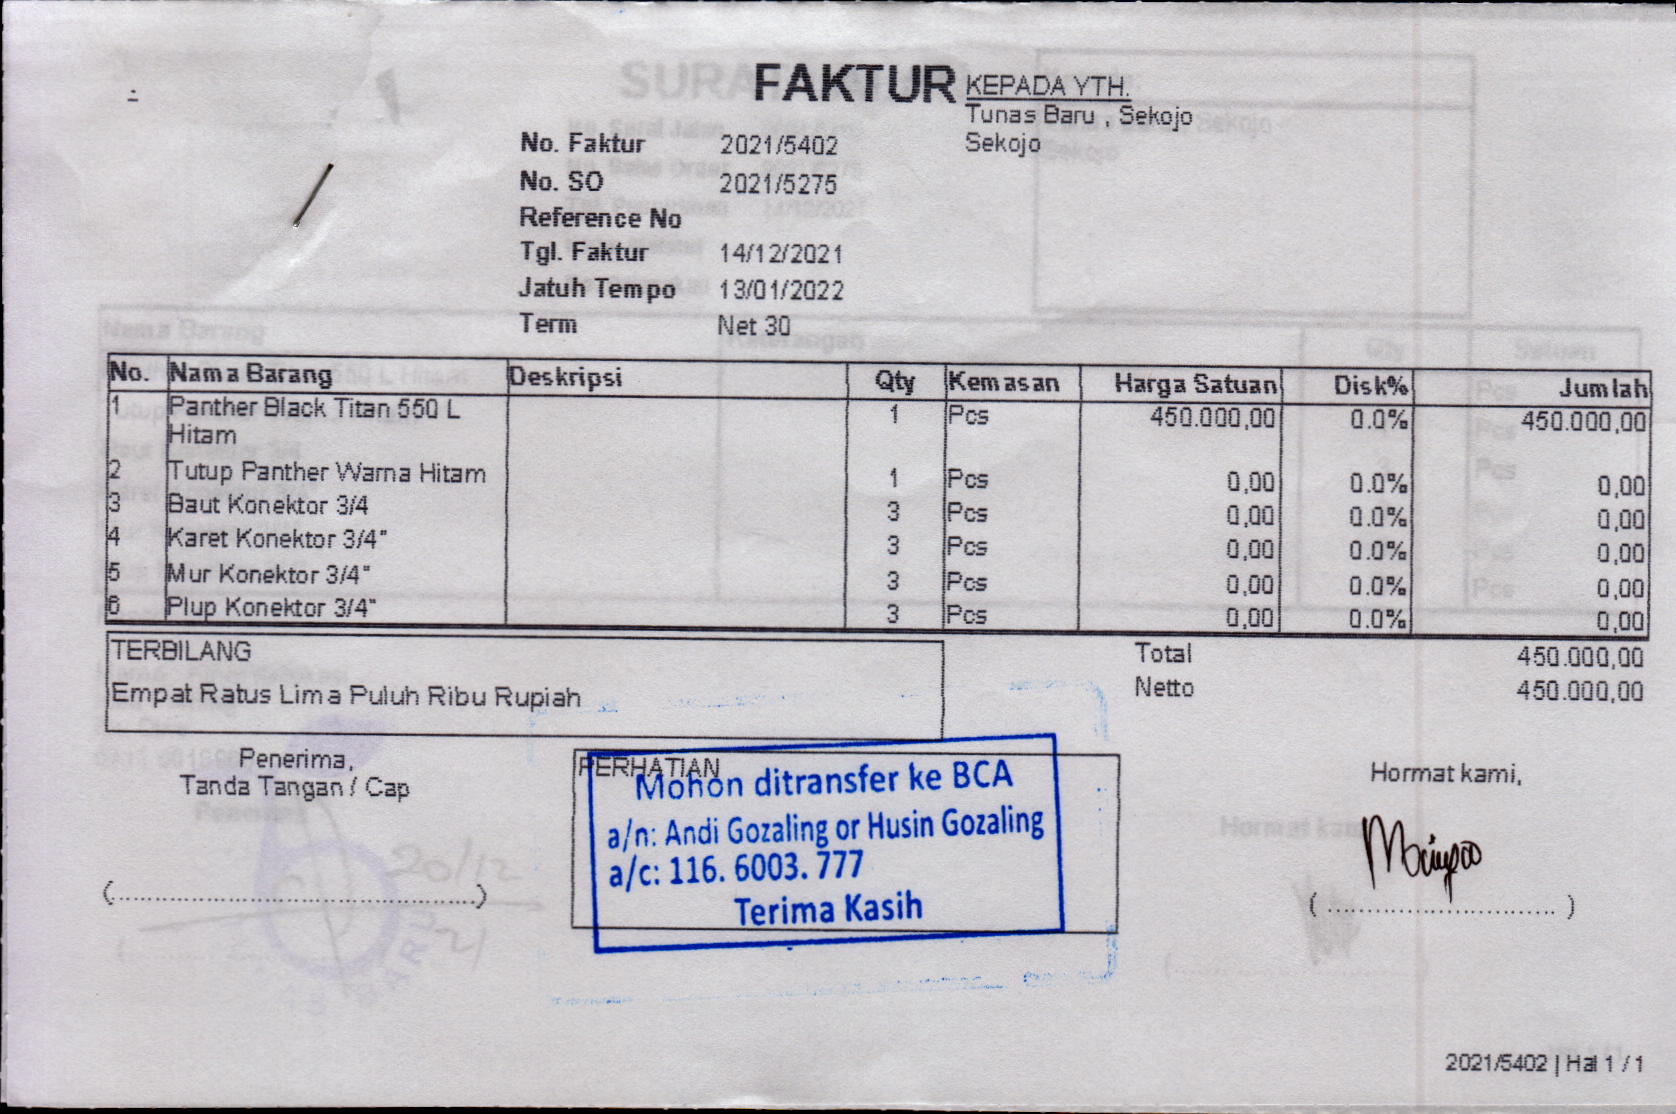 FAKTUR
KEPADA YTH.
Tunas Baru , Sekojo
Sekojo
No. Faktur 2021/5402
No. SO 2021/5275
Reference No
Tgl. Faktur 14/12/2021
Jatuh Tempo 13/01/2022
Term Net 30
No. Nama Barang Deskripsi Qty Kemasan Harga Satuan Disk% Jumlah
1 Panther Black Titan 550 L 1 Pcs 450.000,00 0.0% 450.000,00
Hitam
2 Tutup Panther Warna Hitam 1 Pcs 0,00 0.0% 0,00
3 Baut Konektor 3/4 3 Pcs 0,00 0.0% 0,00
4 Karet Konektor 3/4" 3 Pcs 0,00 0.0% 0,00
5 Mur Konektor 3/4" 3 Pcs 0,00 0.0% 0,00
6 Plup Konektor 3/4" 3 Pcs 0,00 0.0% 0,00
TERBILANG
Empat Ratus Lima Puluh Ribu Rupiah
Total 450.000,00
Netto 450.000,00
Penerima,
Tanda Tangan / Cap
(..........................................)
PERHATIAN
Mohon ditransfer ke BCA
a/n: Andi Gozaling or Husin Gozaling
a/c: 116. 6003. 777
Terima Kasih
Hormat kami,
(............................)
20/12
21
2021/5402 | Hal 1 / 1